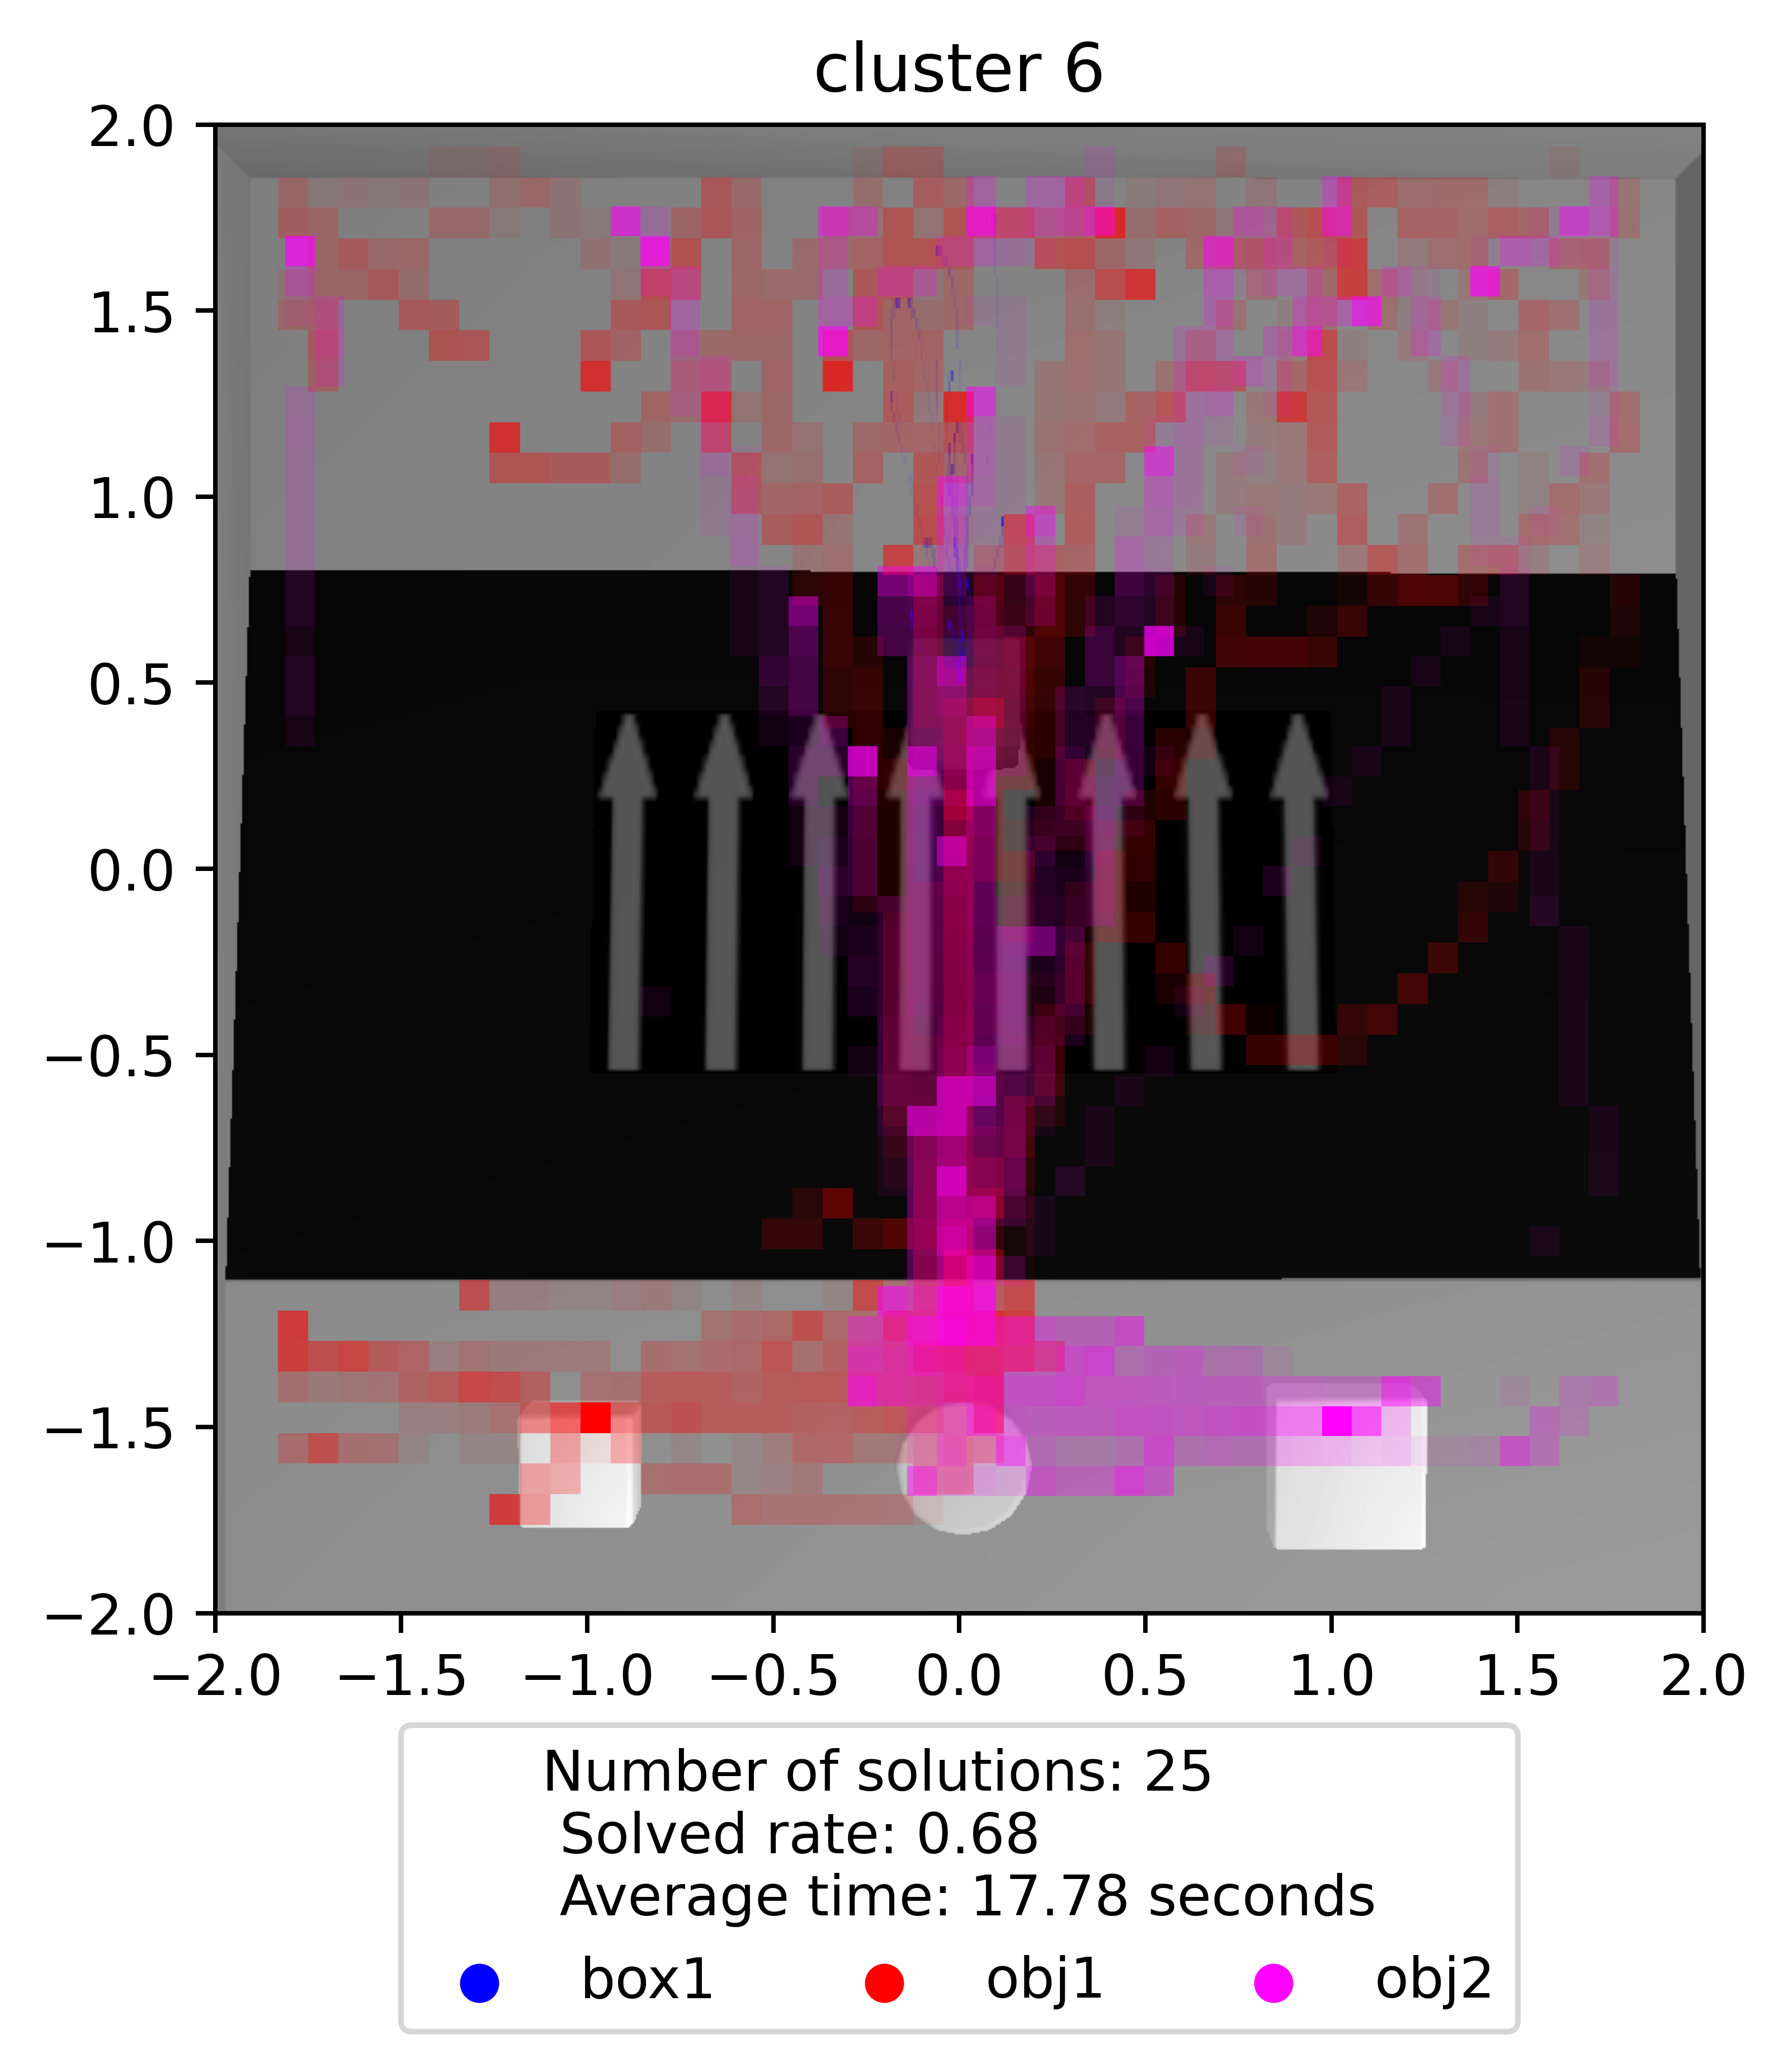 cluster 6
2.0
1.5
1.0
0.5
0.0
−0.5
−1.0
−1.5
−2.0
−2.0 −1.5 −1.0 −0.5 0.0 0.5 1.0 1.5 2.0
Number of solutions: 25
Solved rate: 0.68
Average time: 17.78 seconds
box1 obj1 obj2